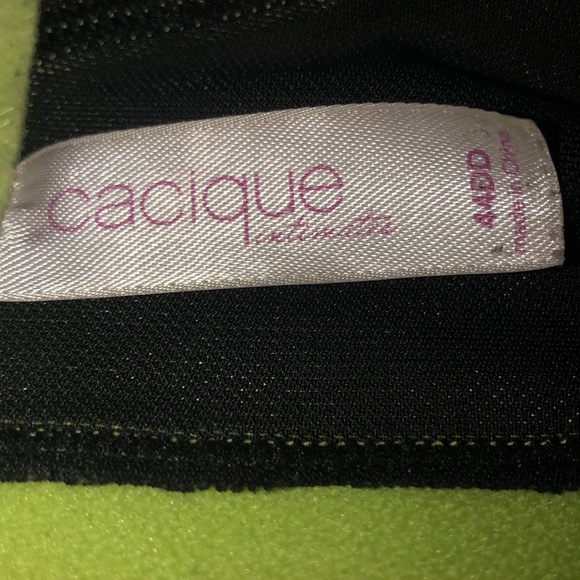 cacique
intimates
44DD
made in China